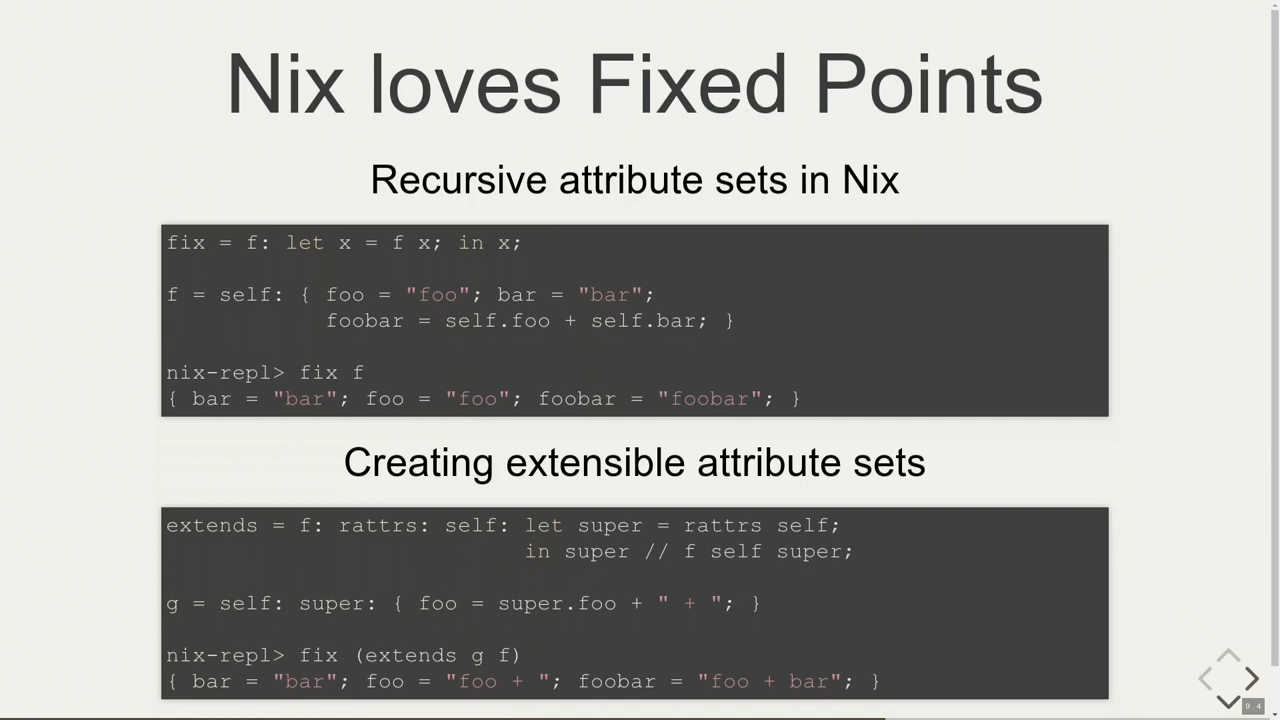 Nix loves Fixed Points
Recursive attribute sets in Nix
fix = f: let x = f x; in x;
f = self: { foo = "foo"; bar = "bar";
foobar = self.foo + self.bar; }
nix-repl> fix f
{ bar = "bar"; foo = "foo"; foobar = "foobar"; }
Creating extensible attribute sets
extends = f: rattrs: self: let super = rattrs self;
in super // f self super;
g = self: super: { foo = super.foo + " + "; }
nix-repl> fix (extends g f)
{ bar = "bar"; foo = "foo + "; foobar = "foo + bar"; }
9.4